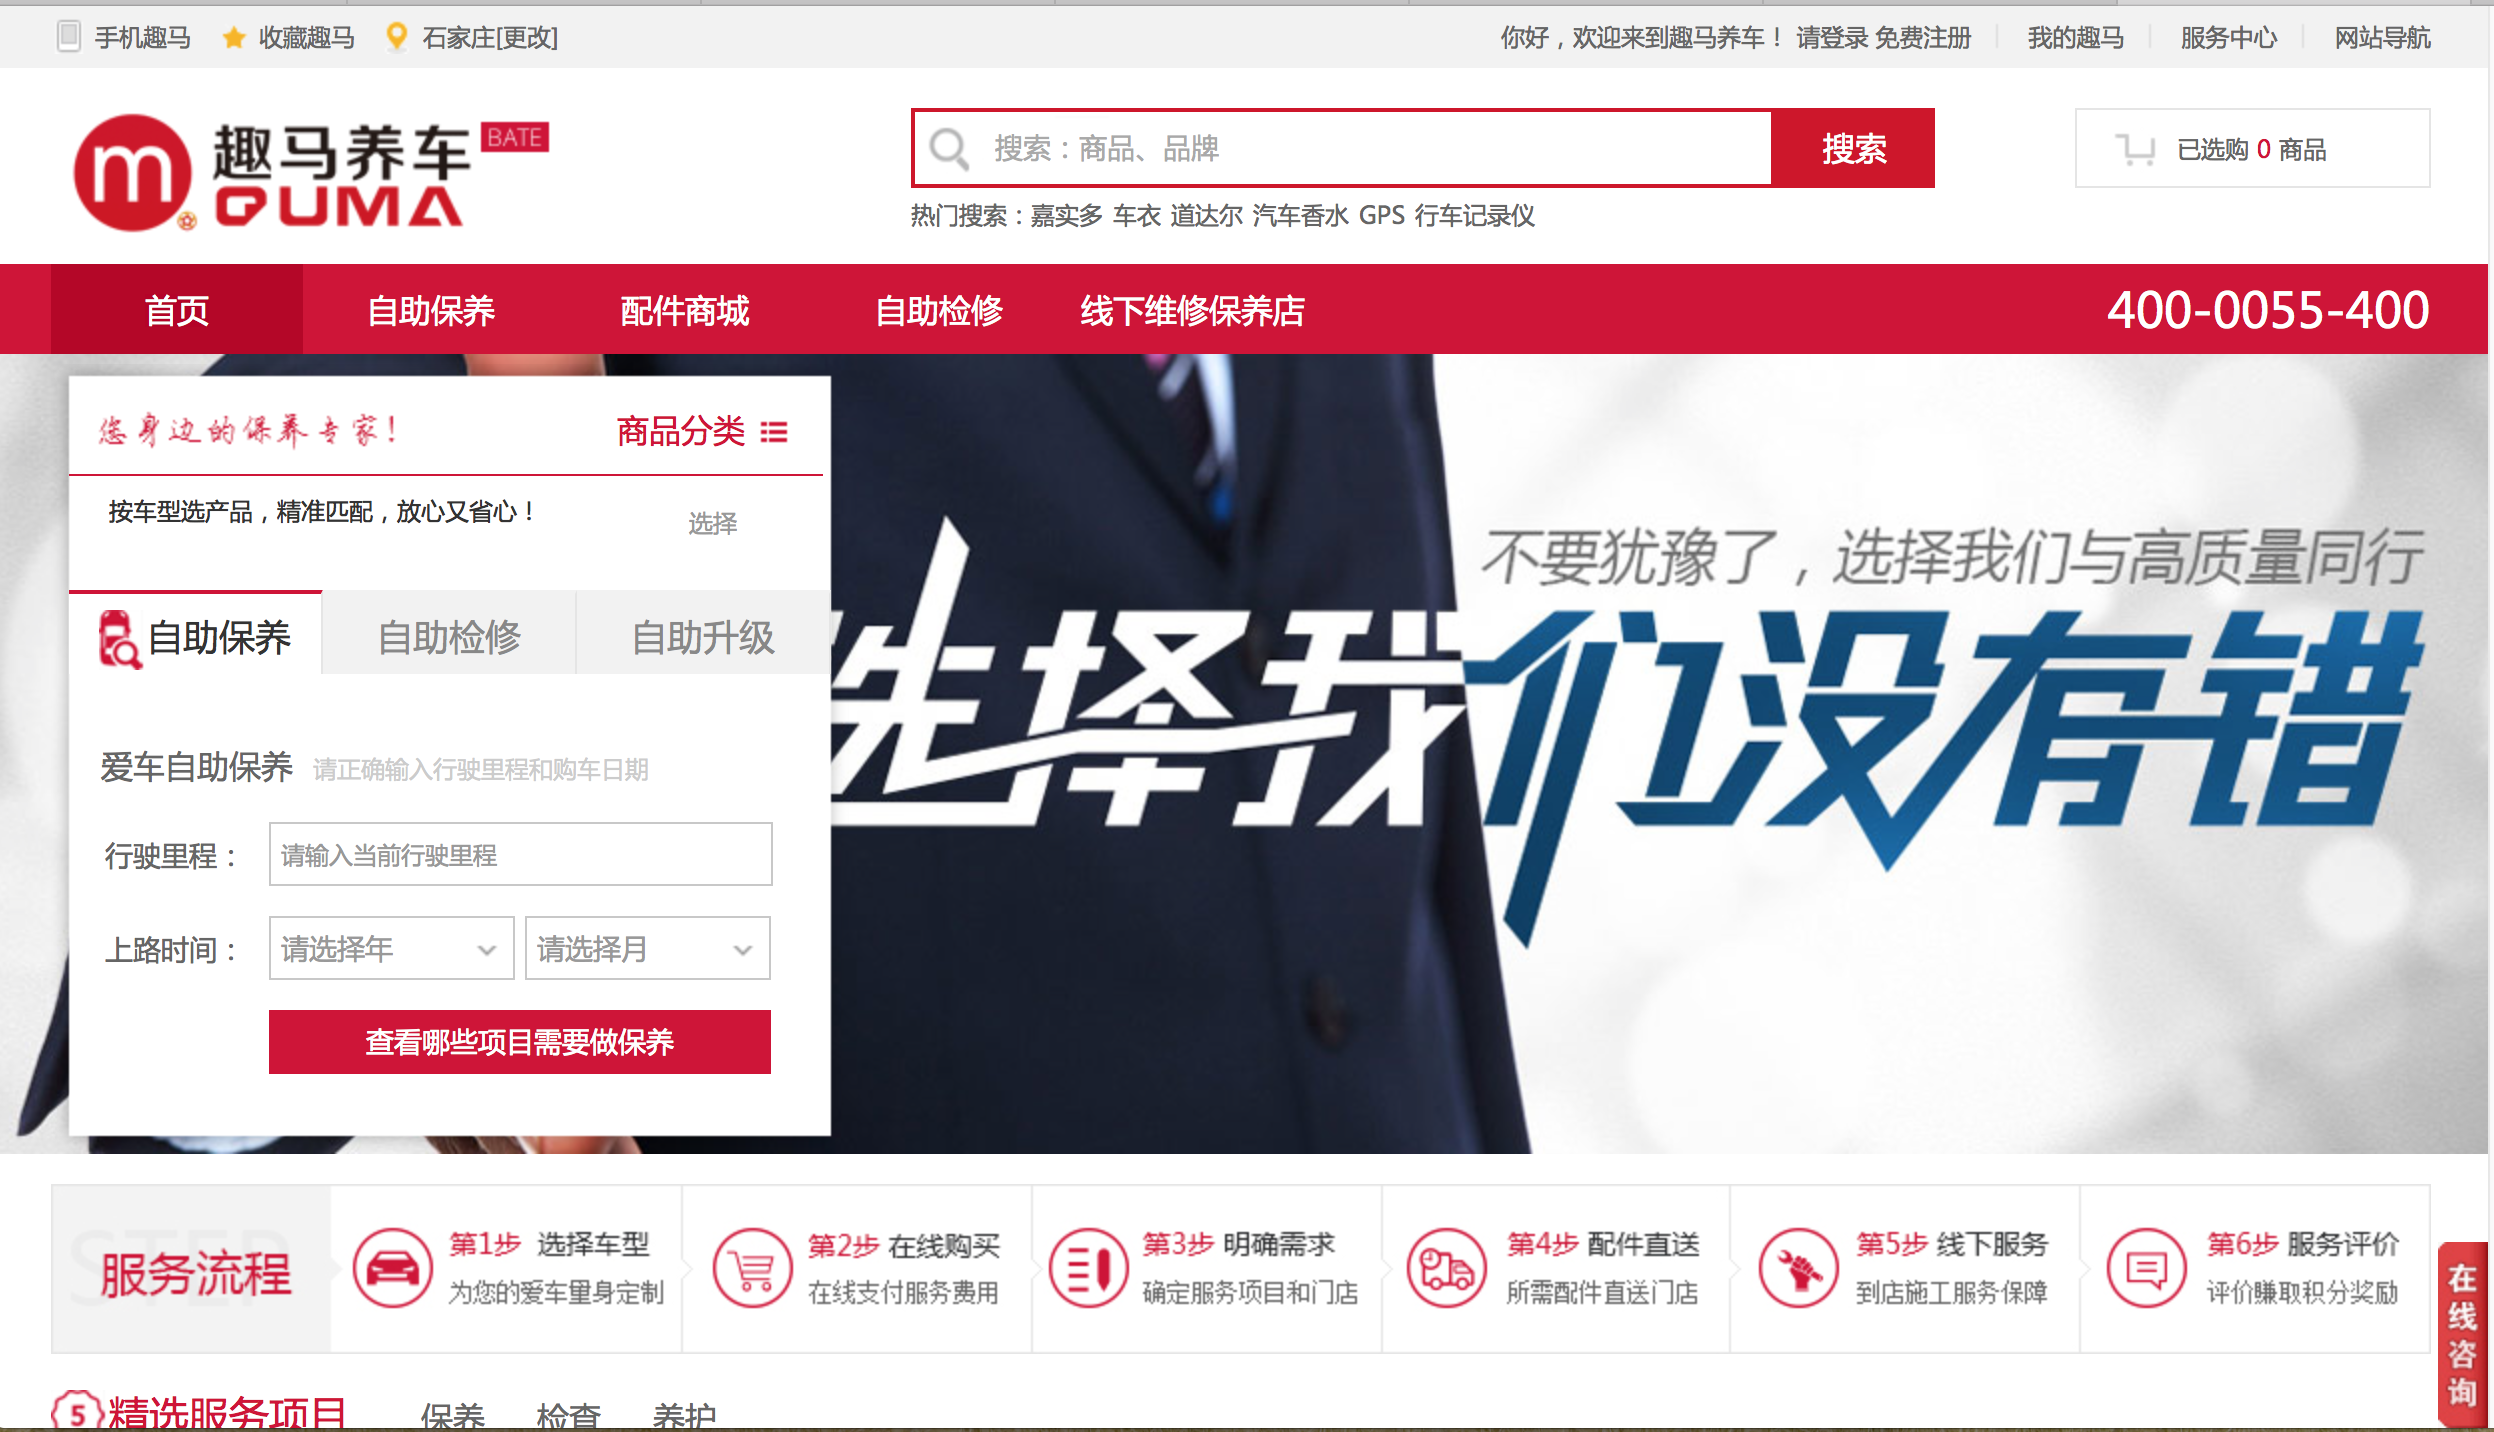 手机趣马 收藏趣马 石家庄[更改] 你好，欢迎来到趣马养车！ 请登录 免费注册 我的趣马 服务中心 网站导航
m 趣马养车 BATE
QUMA
搜索：商品、品牌 搜索
已选购 0 商品
热门搜索：嘉实多 车衣 道达尔 汽车香水 GPS 行车记录仪
首页 自助保养 配件商城 自助检修 线下维修保养店 400-0055-400
您身边的保养专家！ 商品分类
按车型选产品，精准匹配，放心又省心！ 选择
自助保养 自助检修 自助升级
爱车自助保养 请正确输入行驶里程和购车日期
行驶里程： 请输入当前行驶里程
上路时间： 请选择年 请选择月
查看哪些项目需要做保养
不要犹豫了，选择我们与高质量同行
选择我们没有错
STEP
服务流程
第1步 选择车型
为您的爱车量身定制
第2步 在线购买
在线支付服务费用
第3步 明确需求
确定服务项目和门店
第4步 配件直送
所需配件直送门店
第5步 线下服务
到店施工服务保障
第6步 服务评价
评价赚取积分奖励
在线咨询
5 精选服务项目 保养 检查 养护